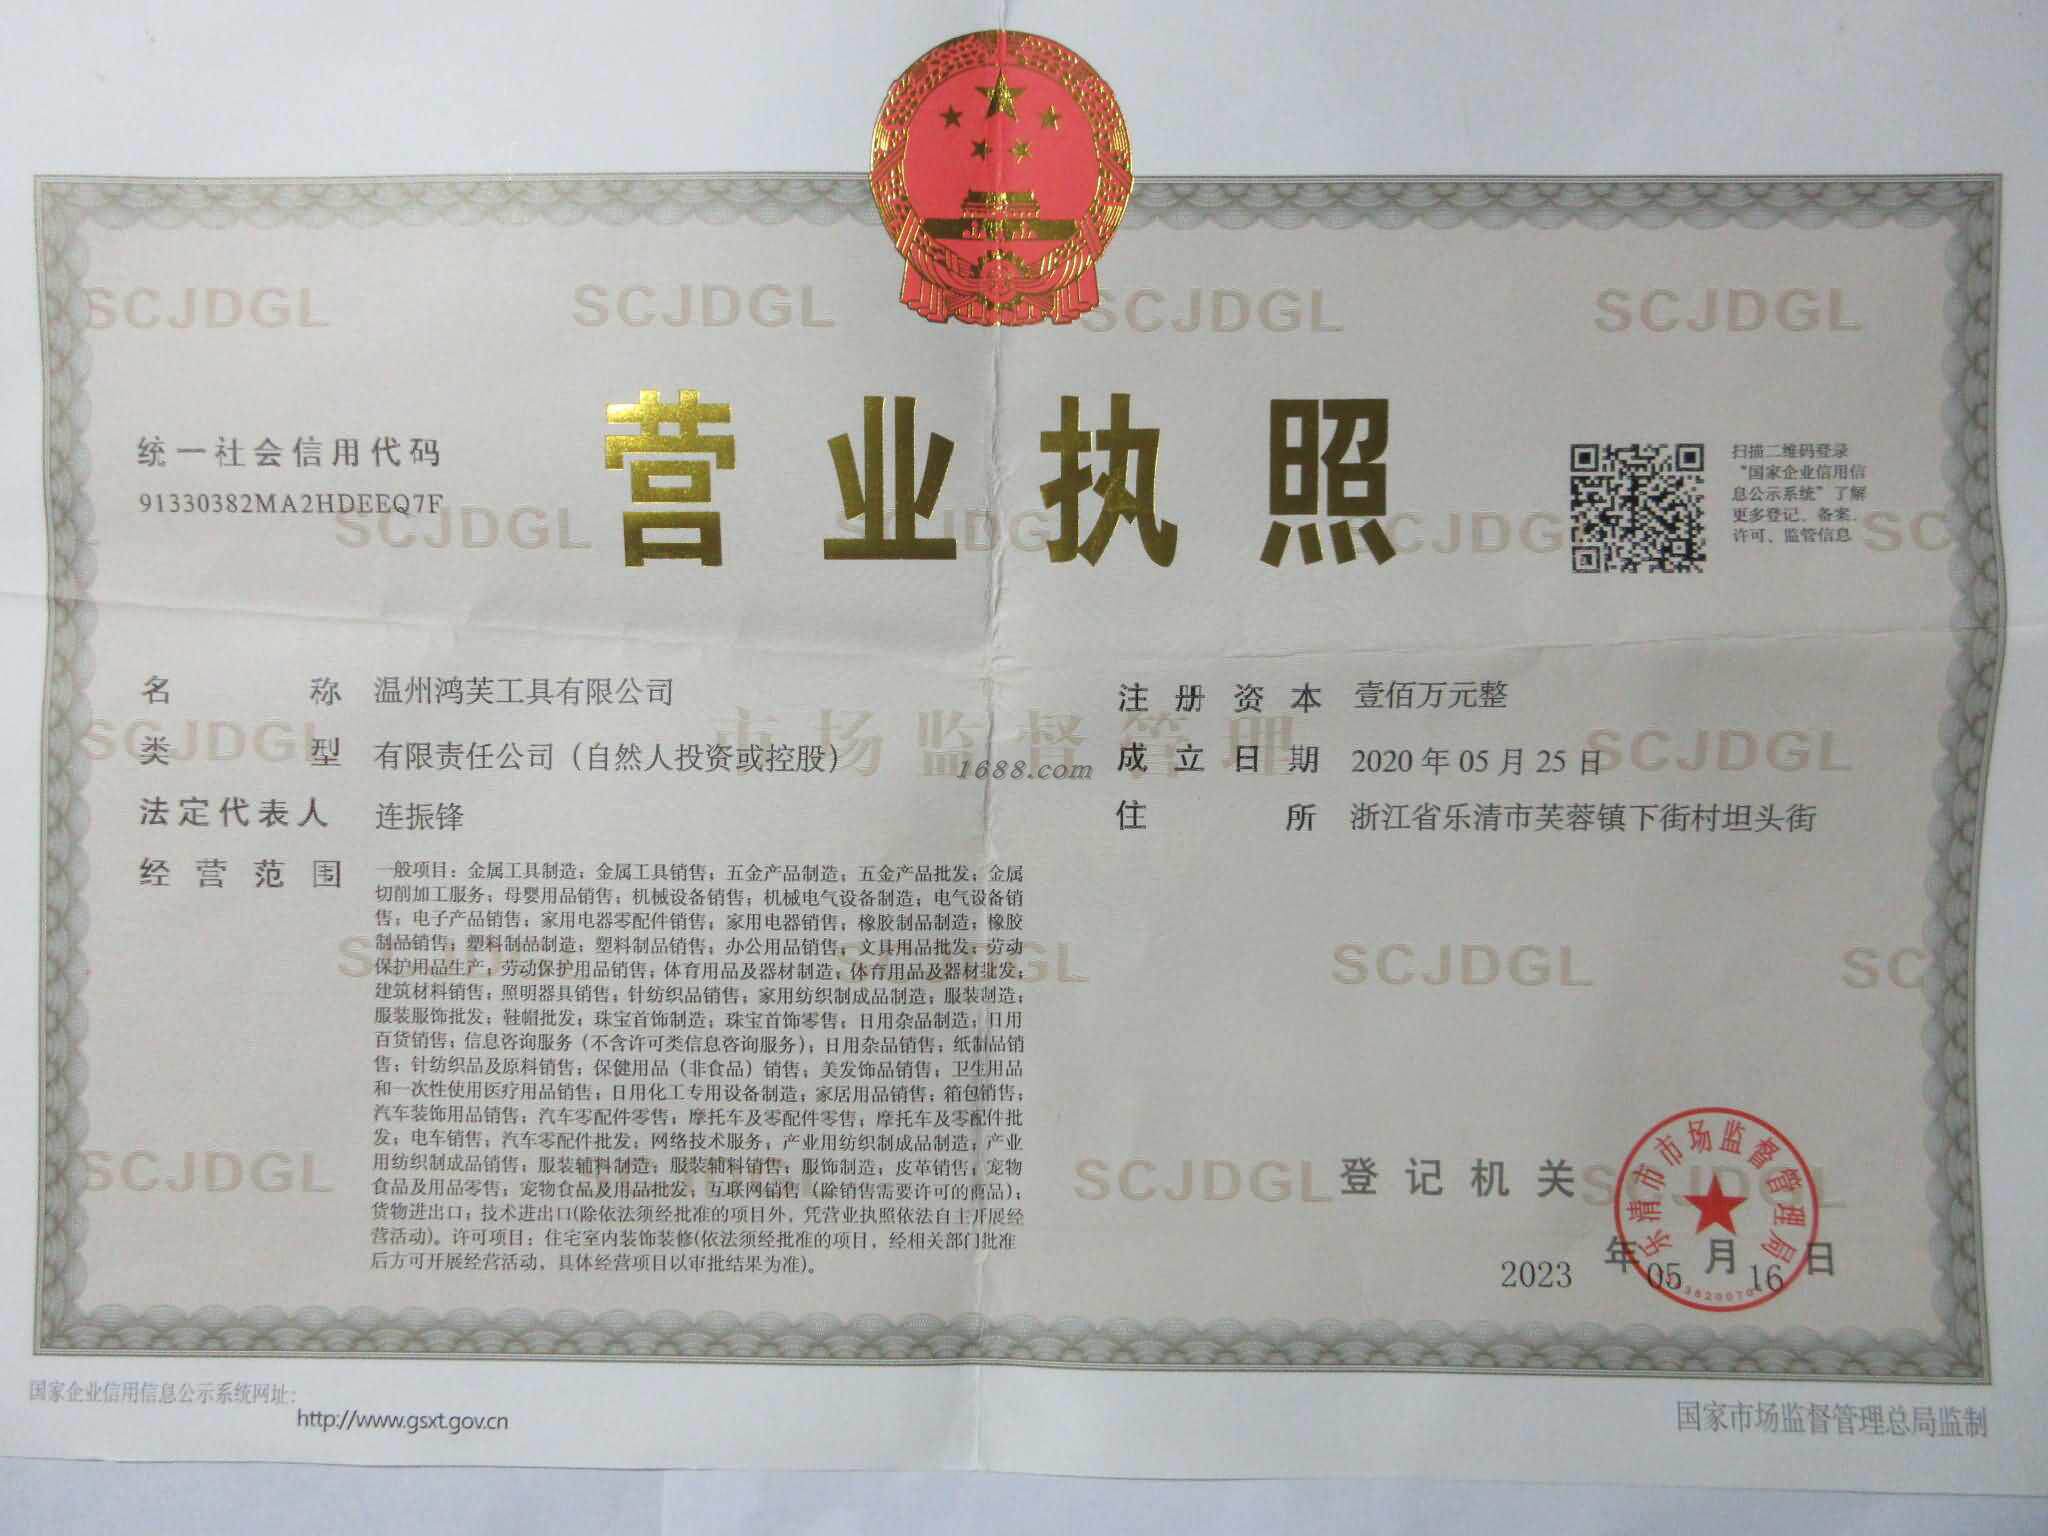 SCJDGL SCJDGL SCJDGL SCJDGL
营业执照
统一社会信用代码
91330382MA2HDEEQ7F
扫描二维码登录
“国家企业信用信
息公示系统”了解
更多登记、备案、
许可、监管信息
SCJDGL SCJDGL SCJDGL SC
名称 温州鸿芙工具有限公司
类型 有限责任公司（自然人投资或控股）
法定代表人 连振锋
注册资本 壹佰万元整
成立日期 2020年05月25日
住所 浙江省乐清市芙蓉镇下街村坦头街
SCJDGL 市场监督管理 SCJDGL
1688.com
经营范围 一般项目：金属工具制造；金属工具销售；五金产品制造；五金产品批发；金属
切削加工服务；母婴用品销售；机械设备销售；机械电气设备制造；电气设备销
售；电子产品销售；家用电器零配件销售；家用电器销售；橡胶制品制造；橡胶
制品销售；塑料制品制造；塑料制品销售；办公用品销售；文具用品批发；劳动
保护用品生产；劳动保护用品销售；体育用品及器材制造；体育用品及器材批发；
建筑材料销售；照明器具销售；针纺织品销售；家用纺织制成品制造；服装制造；
服装服饰批发；鞋帽批发；珠宝首饰制造；珠宝首饰零售；日用杂品制造；日用
百货销售；信息咨询服务（不含许可类信息咨询服务）；日用杂品销售；纸制品销
售；针纺织品及原料销售；保健用品（非食品）销售；美发饰品销售；卫生用品
和一次性使用医疗用品销售；日用化工专用设备制造；家居用品销售；箱包销售；
汽车装饰用品销售；汽车零配件零售；摩托车及零配件零售；摩托车及零配件批
发；电车销售；汽车零配件批发；网络技术服务；产业用纺织制成品制造；产业
用纺织制成品销售；服装辅料制造；服装辅料销售；服饰制造；皮革销售；宠物
食品及用品零售；宠物食品及用品批发；互联网销售（除销售需要许可的商品）；
货物进出口；技术进出口(除依法须经批准的项目外，凭营业执照依法自主开展经
营活动)。许可项目：住宅室内装饰装修(依法须经批准的项目，经相关部门批准
后方可开展经营活动，具体经营项目以审批结果为准)。
SCJDGL SC
SCJDGL SCJDGL
登记机关
乐清市市场监督管理局
2023年05月16日
国家企业信用信息公示系统网址：
http://www.gsxt.gov.cn
国家市场监督管理总局监制